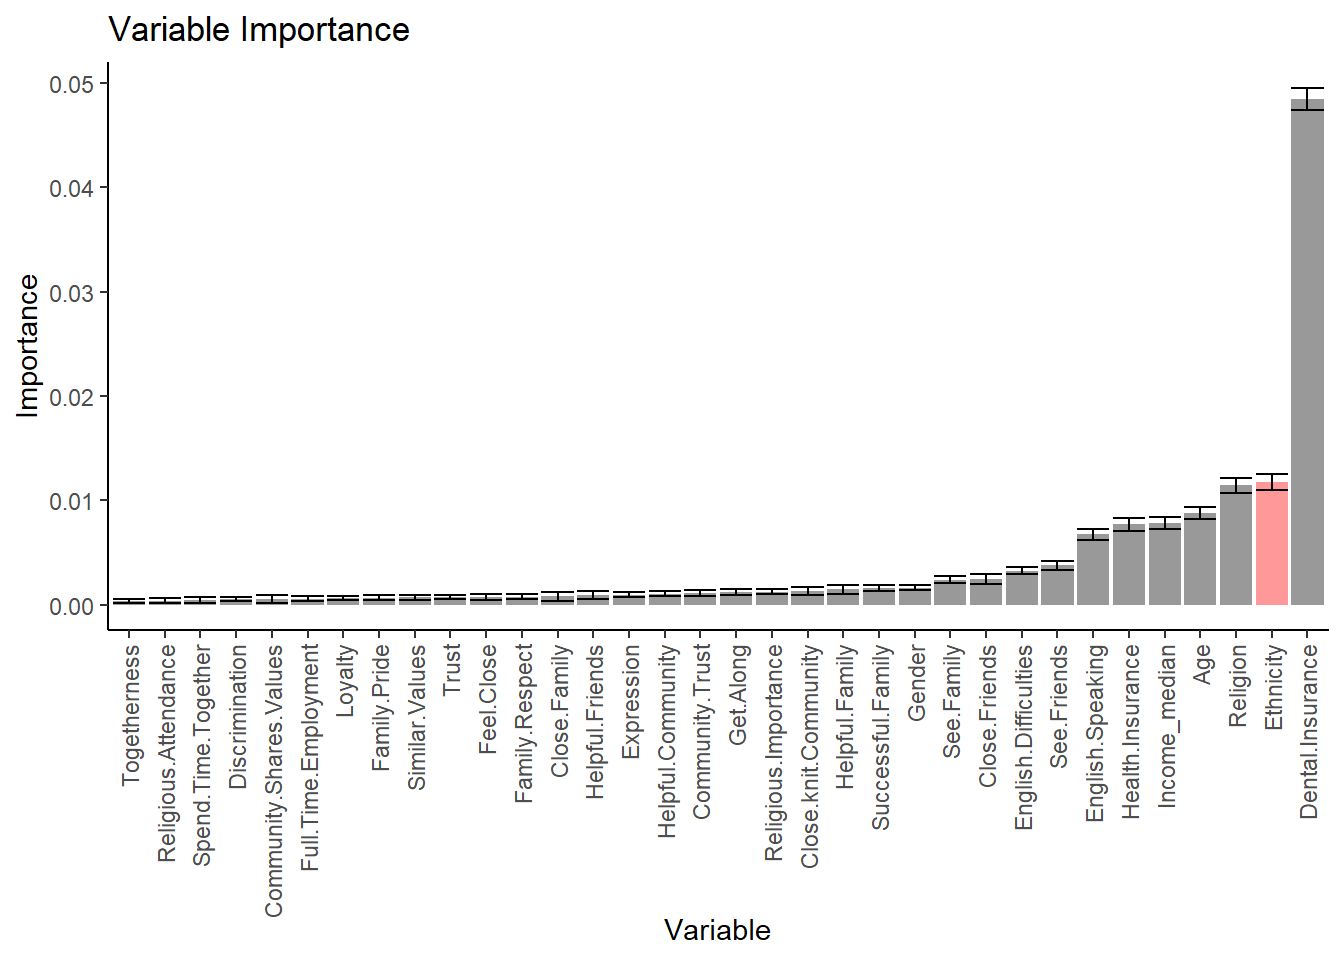 Variable Importance
0.05
0.04
0.03
0.02
0.01
0.00
Importance
Togetherness
Religious.Attendance
Spend.Time.Together
Discrimination
Community.Shares.Values
Full.Time.Employment
Loyalty
Family.Pride
Similar.Values
Trust
Feel.Close
Family.Respect
Close.Family
Helpful.Friends
Expression
Helpful.Community
Community.Trust
Get.Along
Religious.Importance
Close.knit.Community
Helpful.Family
Successful.Family
Gender
See.Family
Close.Friends
English.Difficulties
See.Friends
English.Speaking
Health.Insurance
Income_median
Age
Religion
Ethnicity
Dental.Insurance
Variable